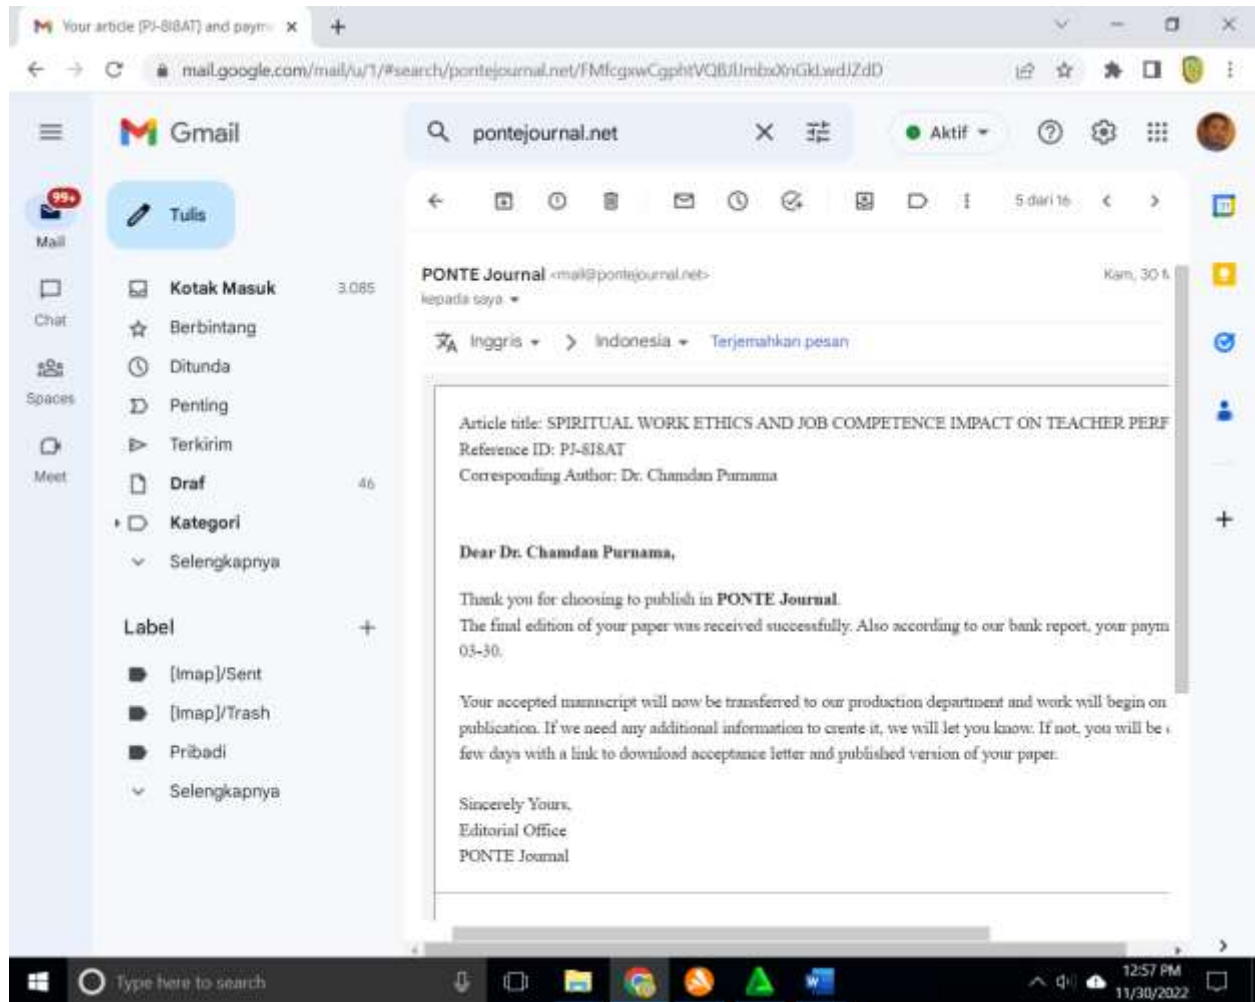 Your article (PJ-8I8AT) and paym
mail.google.com/mail/u/1/#search/pontejournal.net/
Gmail
pontejournal.net
Aktif
99+
Mail
Chat
Spaces
Meet
Tulis
Kotak Masuk 3.085
Berbintang
Ditunda
Penting
Terkirim
Draf 46
Kategori
Selengkapnya
Label
[Imap]/Sent
[Imap]/Trash
Pribadi
Selengkapnya
5 dari 16
PONTE Journal <mail@pontejournal.net>
Kam, 30
kepada saya
Inggris > Indonesia Terjemahkan pesan
Article title: SPIRITUAL WORK ETHICS AND JOB COMPETENCE IMPACT ON TEACHER PERF
Reference ID: PJ-8I8AT
Corresponding Author: Dr. Chamdan Purnama
Dear Dr. Chamdan Purnama,
Thank you for choosing to publish in PONTE Journal.
The final edition of your paper was received successfully. Also according to our bank report, your paym
03-30.
Your accepted manuscript will now be transferred to our production department and work will begin on
publication. If we need any additional information to create it, we will let you know. If not, you will be
few days with a link to download acceptance letter and published version of your paper.
Sincerely Yours,
Editorial Office
PONTE Journal
Type here to search
12:57 PM
11/30/2022